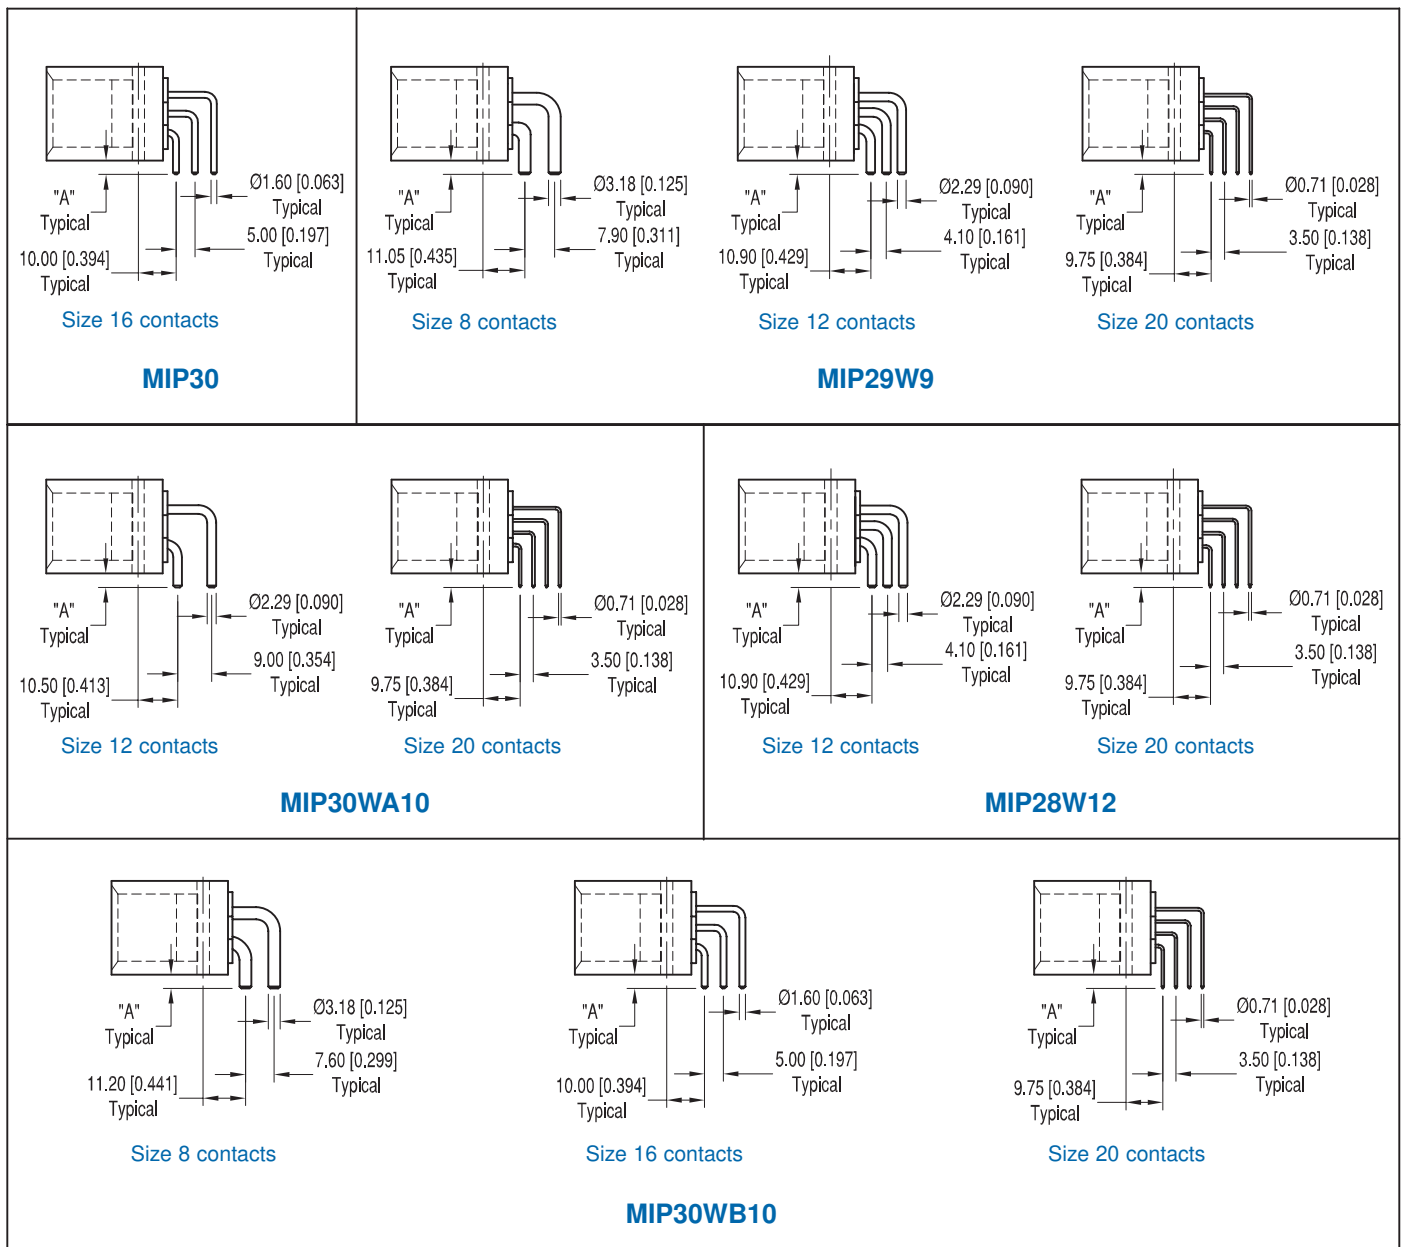 "A"
Typical
Ø1.60 [0.063]
Typical
5.00 [0.197]
Typical
10.00 [0.394]
Typical
Size 16 contacts
MIP30
"A"
Typical
Ø3.18 [0.125]
Typical
7.90 [0.311]
Typical
11.05 [0.435]
Typical
Size 8 contacts
"A"
Typical
Ø2.29 [0.090]
Typical
4.10 [0.161]
Typical
10.90 [0.429]
Typical
Size 12 contacts
"A"
Typical
Ø0.71 [0.028]
Typical
3.50 [0.138]
Typical
9.75 [0.384]
Typical
Size 20 contacts
MIP29W9
"A"
Typical
Ø2.29 [0.090]
Typical
9.00 [0.354]
Typical
10.50 [0.413]
Typical
Size 12 contacts
"A"
Typical
Ø0.71 [0.028]
Typical
3.50 [0.138]
Typical
9.75 [0.384]
Typical
Size 20 contacts
MIP30WA10
"A"
Typical
Ø2.29 [0.090]
Typical
4.10 [0.161]
Typical
10.90 [0.429]
Typical
Size 12 contacts
"A"
Typical
Ø0.71 [0.028]
Typical
3.50 [0.138]
Typical
9.75 [0.384]
Typical
Size 20 contacts
MIP28W12
"A"
Typical
Ø3.18 [0.125]
Typical
7.60 [0.299]
Typical
11.20 [0.441]
Typical
Size 8 contacts
"A"
Typical
Ø1.60 [0.063]
Typical
5.00 [0.197]
Typical
10.00 [0.394]
Typical
Size 16 contacts
"A"
Typical
Ø0.71 [0.028]
Typical
3.50 [0.138]
Typical
9.75 [0.384]
Typical
Size 20 contacts
MIP30WB10